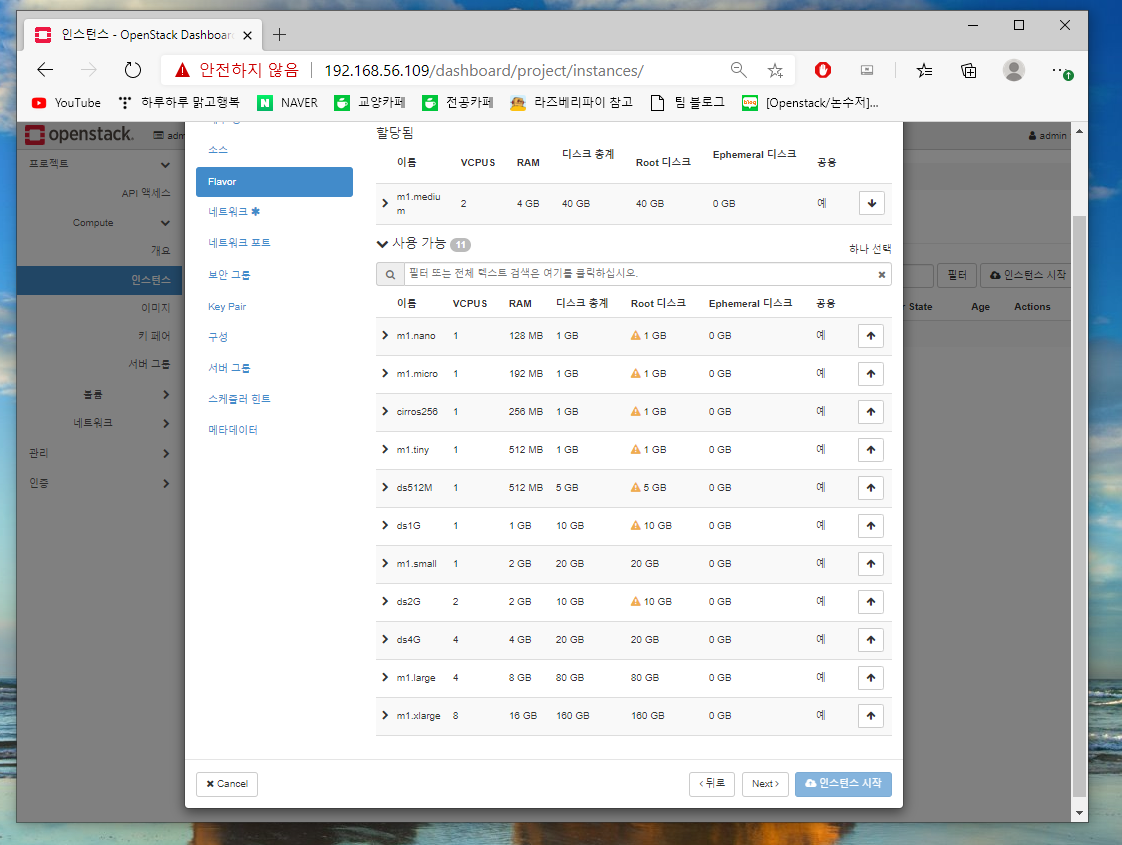 인스턴스 - OpenStack Dashboard
안전하지 않음 192.168.56.109/dashboard/project/instances/
YouTube 하루하루 맑고행복 NAVER 교양카페 전공카페 라즈베리파이 참고 팀 블로그 [Openstack/논수저]...
openstack. adm admin
프로젝트
API 액세스
Compute
개요
인스턴스
이미지
키 페어
서버 그룹
볼륨
네트워크
관리
인증
소스
Flavor
네트워크 *
네트워크 포트
보안 그룹
Key Pair
구성
서버 그룹
스케줄러 힌트
메타데이터
할당됨
이름 VCPUS RAM 디스크 총계 Root 디스크 Ephemeral 디스크 공용
m1.medium 2 4 GB 40 GB 40 GB 0 GB 예
사용 가능 11
하나 선택
필터 또는 전체 텍스트 검색은 여기를 클릭하십시오.
이름 VCPUS RAM 디스크 총계 Root 디스크 Ephemeral 디스크 공용
m1.nano 1 128 MB 1 GB 1 GB 0 GB 예
m1.micro 1 192 MB 1 GB 1 GB 0 GB 예
cirros256 1 256 MB 1 GB 1 GB 0 GB 예
m1.tiny 1 512 MB 1 GB 1 GB 0 GB 예
ds512M 1 512 MB 5 GB 5 GB 0 GB 예
ds1G 1 1 GB 10 GB 10 GB 0 GB 예
m1.small 1 2 GB 20 GB 20 GB 0 GB 예
ds2G 2 2 GB 10 GB 10 GB 0 GB 예
ds4G 4 4 GB 20 GB 20 GB 0 GB 예
m1.large 4 8 GB 80 GB 80 GB 0 GB 예
m1.xlarge 8 16 GB 160 GB 160 GB 0 GB 예
Cancel
뒤로 Next 인스턴스 시작
필터 인스턴스 시작
State Age Actions